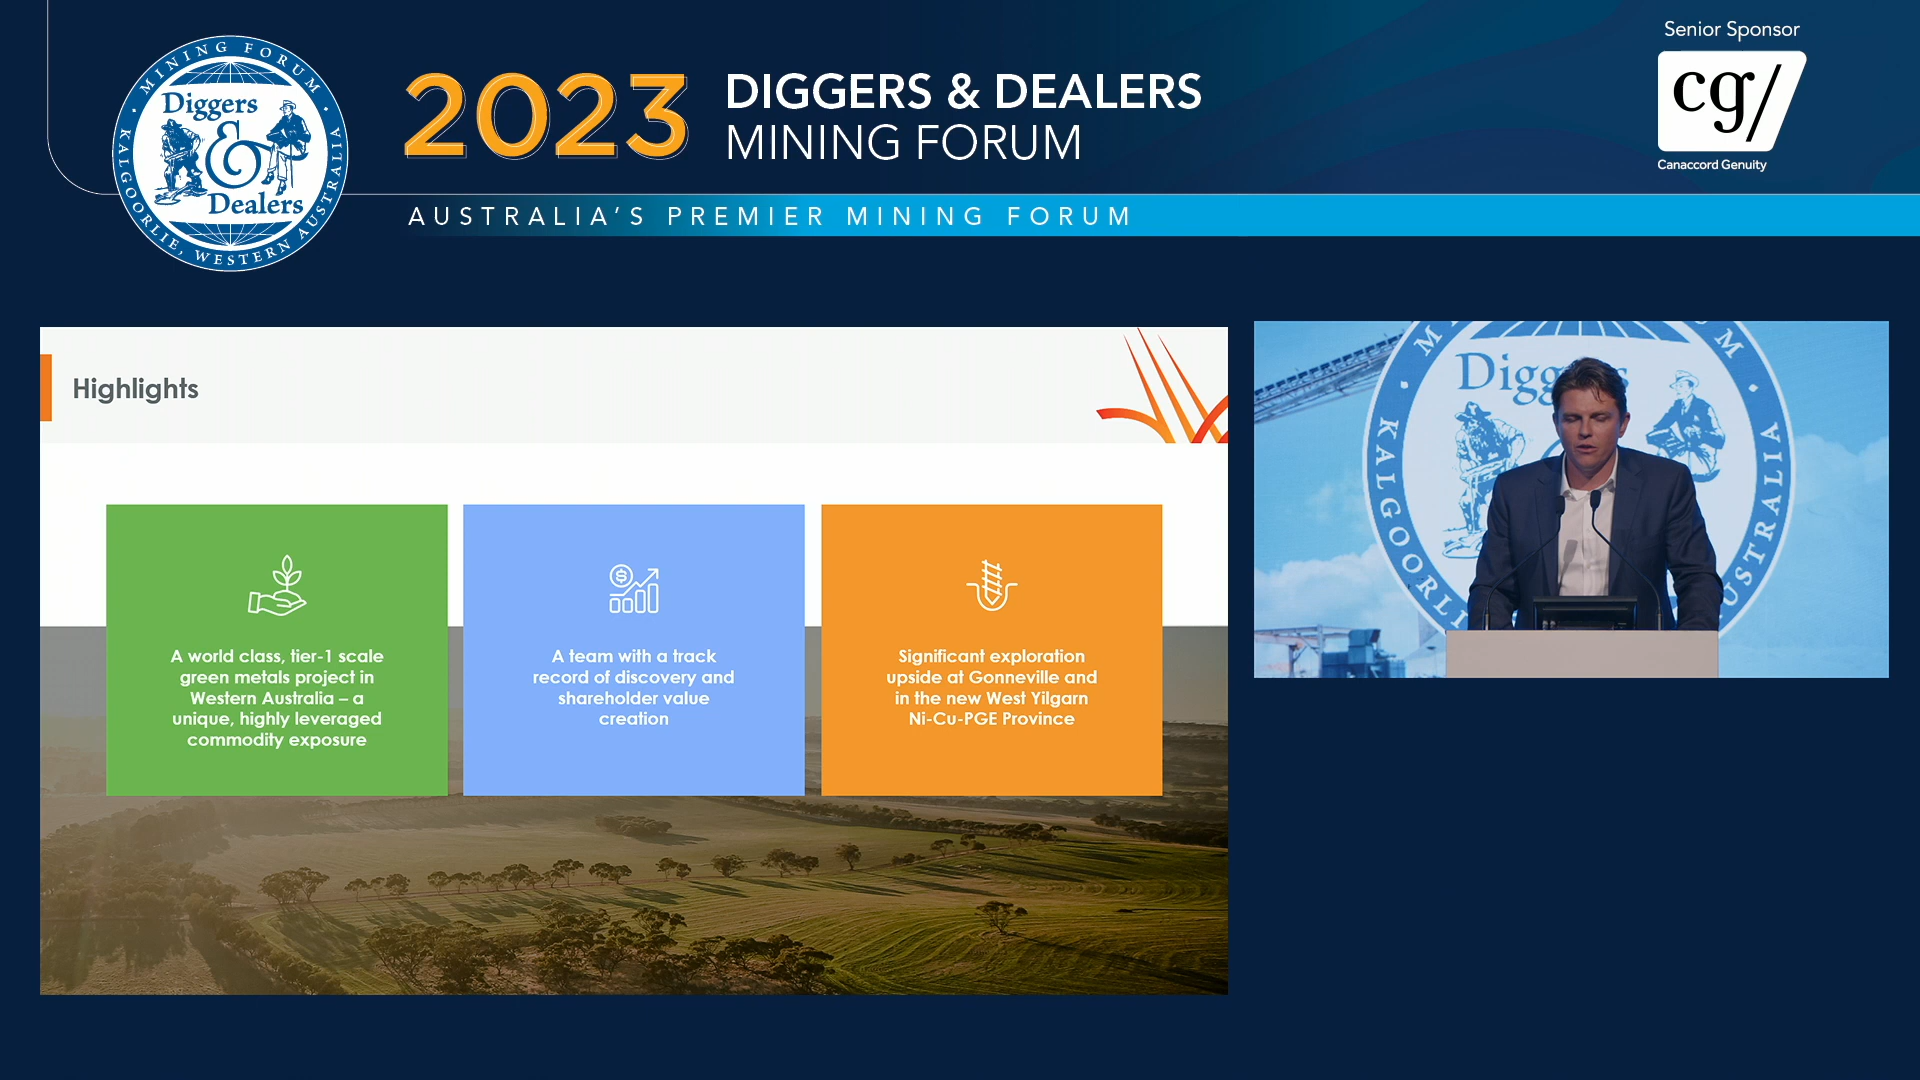 MINING FORUM
Diggers
&
Dealers
KALGOORLIE, WESTERN AUSTRALIA
2023
DIGGERS & DEALERS
MINING FORUM
AUSTRALIA'S PREMIER MINING FORUM
Senior Sponsor
cg/
Canaccord Genuity
Highlights
A world class, tier-1 scale
green metals project in
Western Australia – a
unique, highly leveraged
commodity exposure
A team with a track
record of discovery and
shareholder value
creation
Significant exploration
upside at Gonneville and
in the new West Yilgarn
Ni-Cu-PGE Province